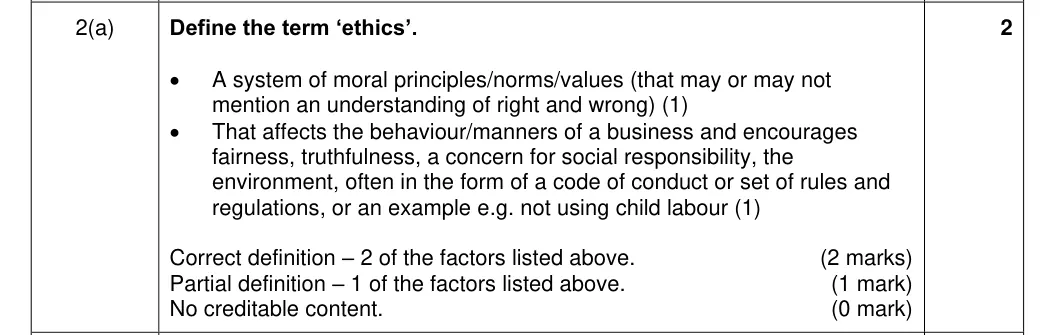 2(a) Define the term ‘ethics’. 2
• A system of moral principles/norms/values (that may or may not
mention an understanding of right and wrong) (1)
• That affects the behaviour/manners of a business and encourages
fairness, truthfulness, a concern for social responsibility, the
environment, often in the form of a code of conduct or set of rules and
regulations, or an example e.g. not using child labour (1)
Correct definition – 2 of the factors listed above. (2 marks)
Partial definition – 1 of the factors listed above. (1 mark)
No creditable content. (0 mark)